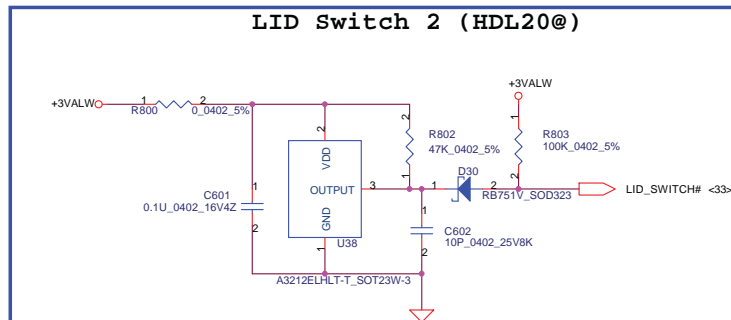 LID Switch 2 (HDL20@)
+3VALW
1
2
R800
0_0402_5%
+3VALW
1
R803
100K_0402_5%
2
2
R802
47K_0402_5%
1
2
VDD
OUTPUT
3
GND
1
U38
A3212ELHLT-T_SOT23W-3
1
C601
0.1U_0402_16V4Z
2
D30
1
2
RB751V_SOD323
LID_SWITCH# <33>
1
C602
10P_0402_25V8K
2